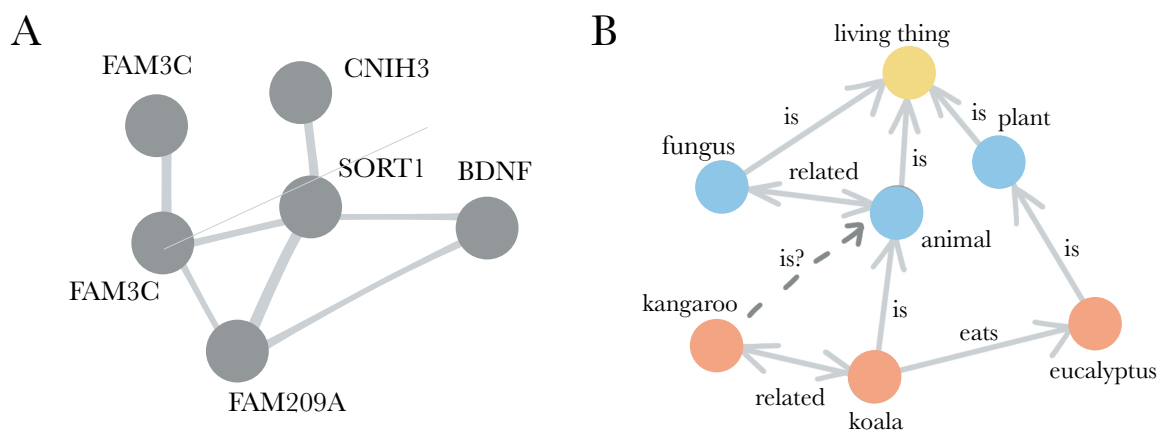 A
FAM3C
CNIH3
SORT1
BDNF
FAM3C
FAM209A
B
living thing
is
is
plant
fungus
related
is
animal
is?
is
kangaroo
is
eats
eucalyptus
related
koala